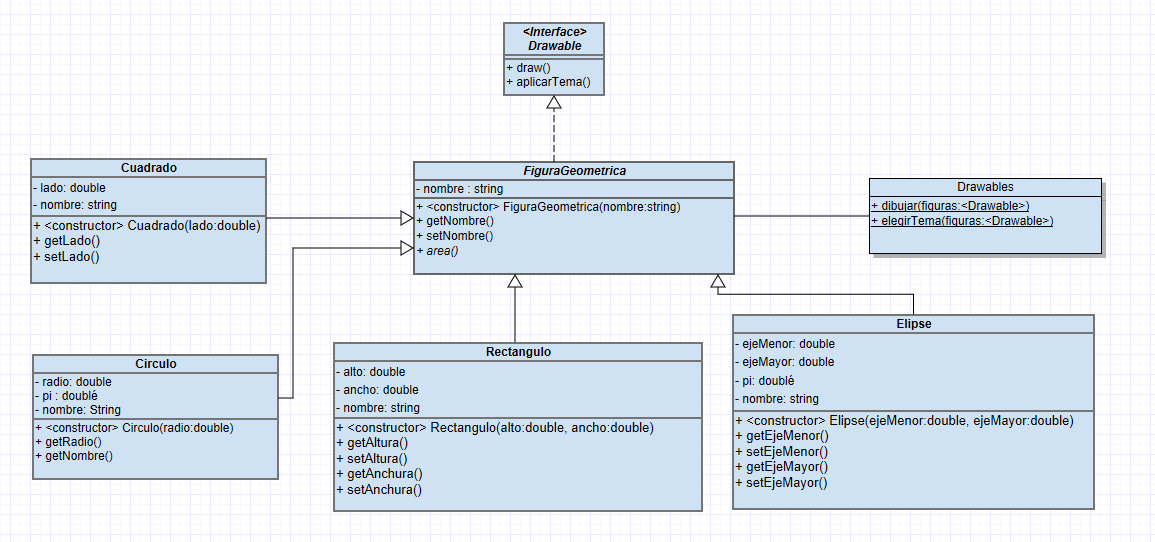 <Interface>
Drawable
+ draw()
+ aplicarTema()
Cuadrado
- lado: double
- nombre: string
+ <constructor> Cuadrado(lado:double)
+ getLado()
+ setLado()
FiguraGeometrica
- nombre : string
+ <constructor> FiguraGeometrica(nombre:string)
+ getNombre()
+ setNombre()
+ area()
Drawables
+ dibujar(figuras:<Drawable>)
+ elegirTema(figuras:<Drawable>)
Circulo
- radio: double
- pi : doublé
- nombre: String
+ <constructor> Circulo(radio:double)
+ getRadio()
+ getNombre()
Rectangulo
- alto: double
- ancho: double
- nombre: string
+ <constructor> Rectangulo(alto:double, ancho:double)
+ getAltura()
+ setAltura()
+ getAnchura()
+ setAnchura()
Elipse
- ejeMenor: double
- ejeMayor: double
- pi: doublé
- nombre: string
+ <constructor> Elipse(ejeMenor:double, ejeMayor:double)
+ getEjeMenor()
+ setEjeMenor()
+ getEjeMayor()
+ setEjeMayor()